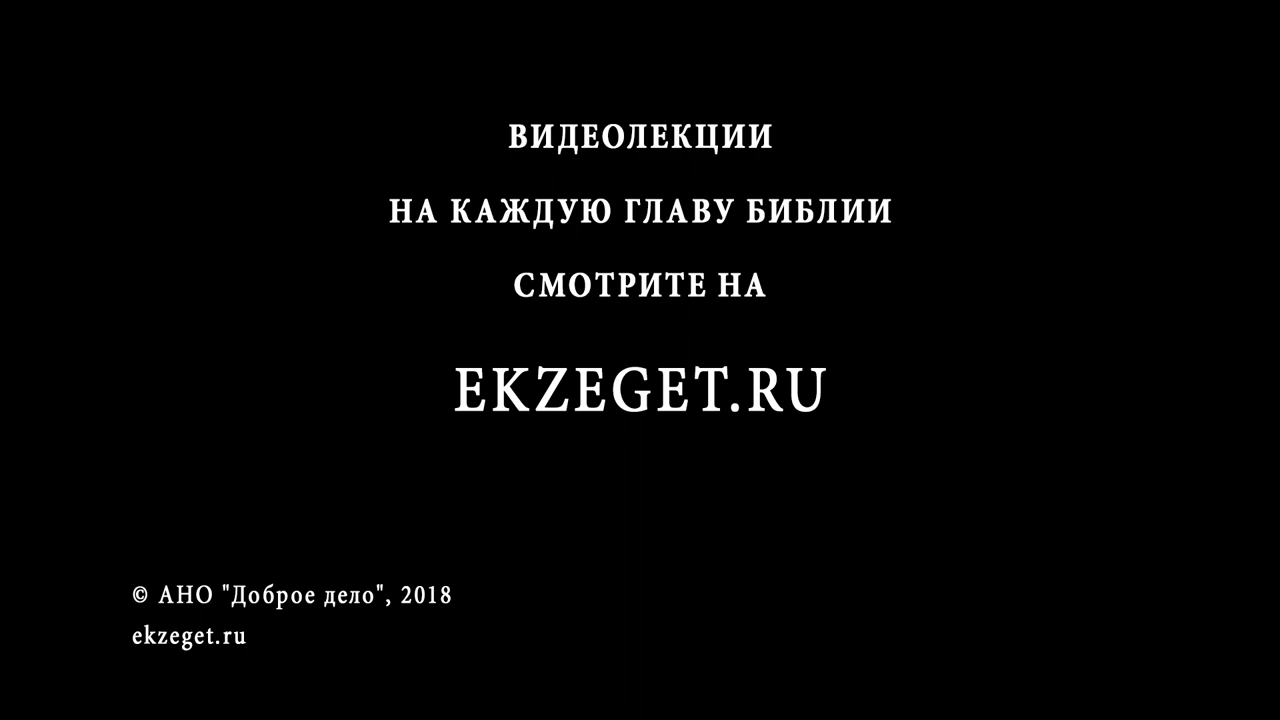 ВИДЕОЛЕКЦИИ
НА КАЖДУЮ ГЛАВУ БИБЛИИ
СМОТРИТЕ НА
EKZEGET.RU
© АНО "Доброе дело", 2018
ekzeget.ru